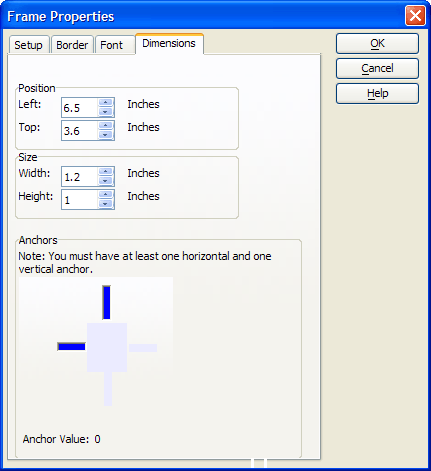 Frame Properties
Setup Border Font Dimensions
OK
Cancel
Help
Position
Left: 6.5 Inches
Top: 3.6 Inches
Size
Width: 1.2 Inches
Height: 1 Inches
Anchors
Note: You must have at least one horizontal and one
vertical anchor.
Anchor Value: 0